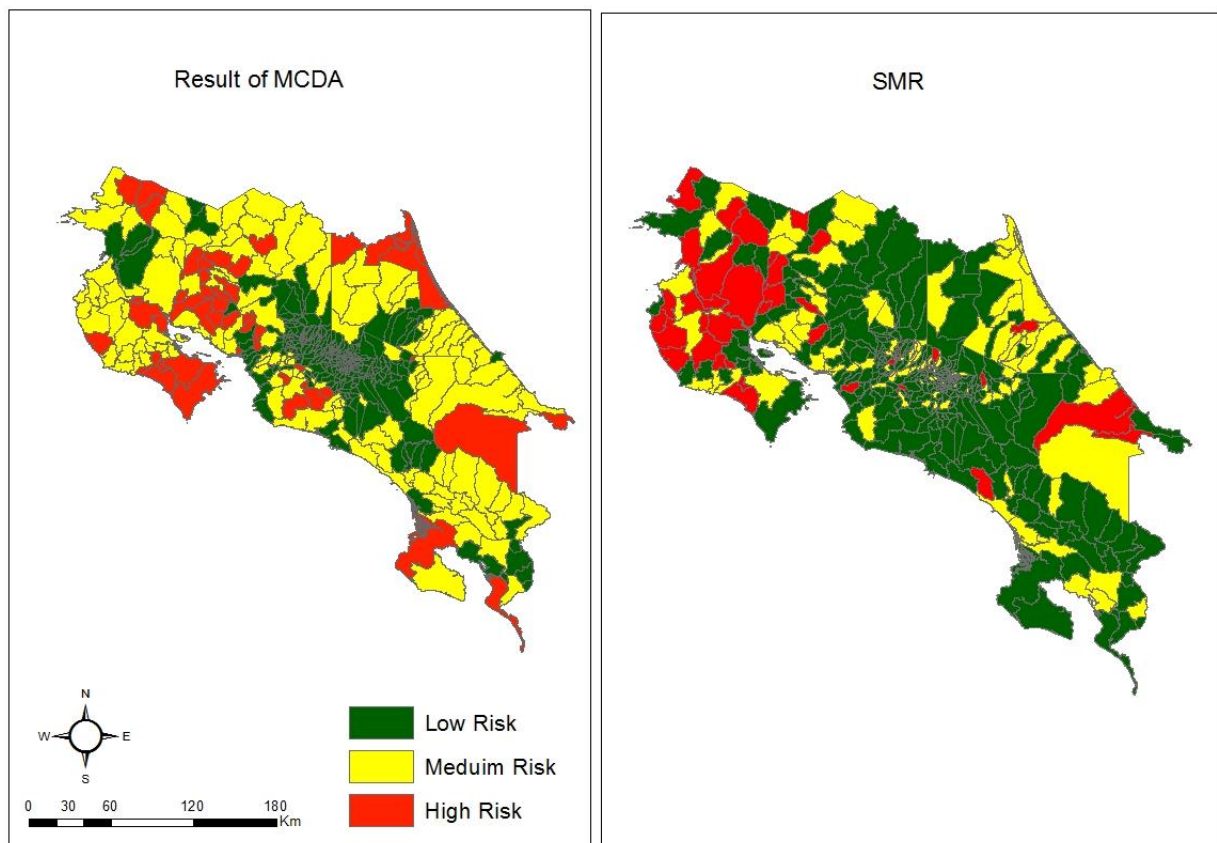 Result of MCDA
SMR
N
W E
S
0 30 60 120 180
Km
Low Risk
Meduim Risk
High Risk